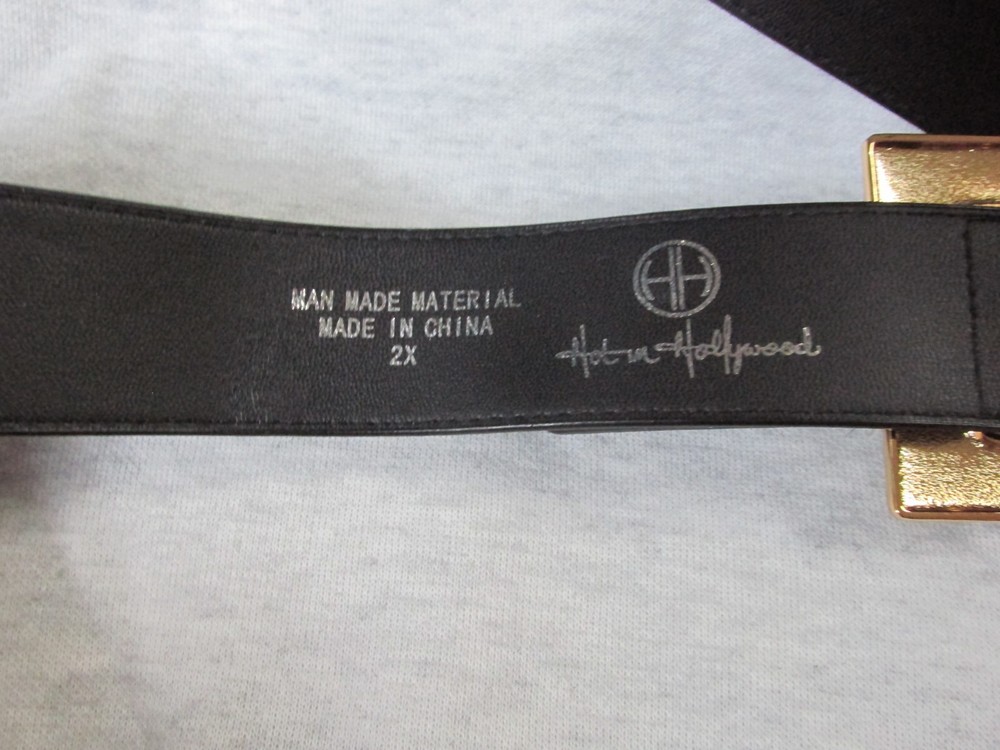 MAN MADE MATERIAL
MADE IN CHINA
2X
HH
Hot in Hollywood